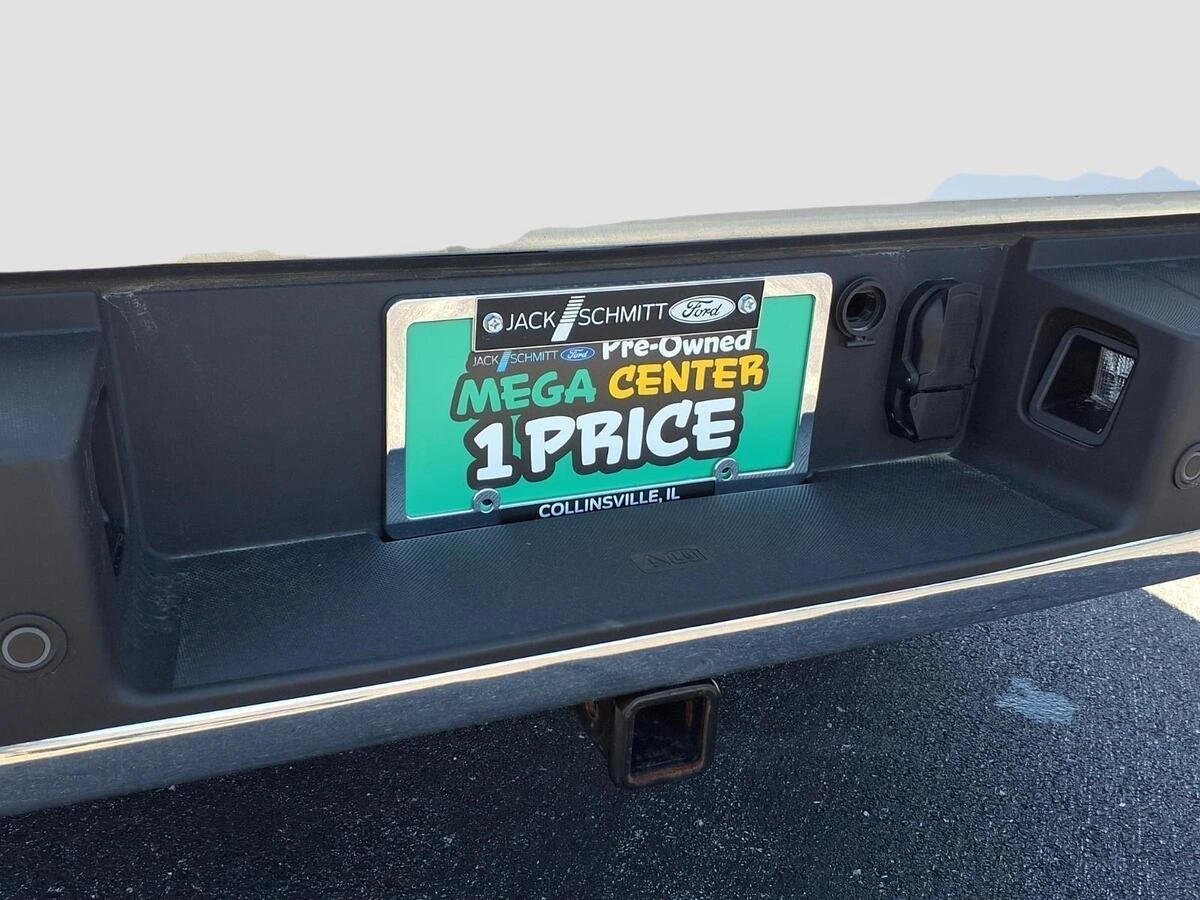 JACK SCHMITT Ford
JACK SCHMITT Ford Pre-Owned
MEGA CENTER
1 PRICE
COLLINSVILLE, IL